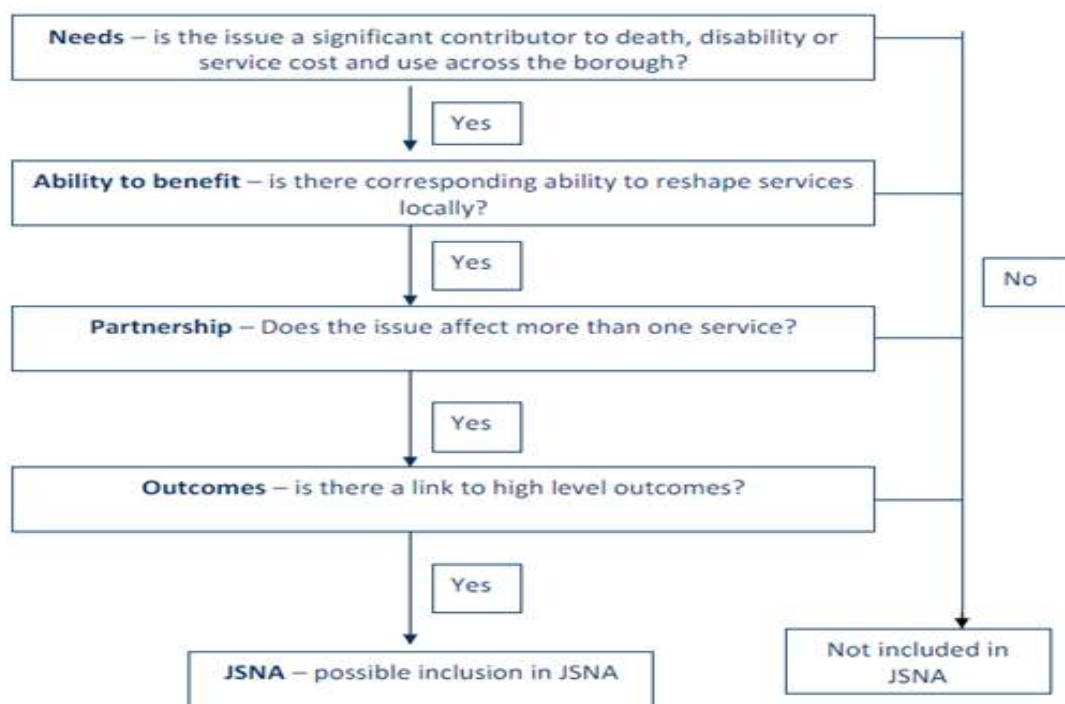 Needs – is the issue a significant contributor to death, disability or
service cost and use across the borough?
Yes
Ability to benefit – is there corresponding ability to reshape services
locally?
Yes
No
Partnership – Does the issue affect more than one service?
Yes
Outcomes – is there a link to high level outcomes?
Yes
JSNA – possible inclusion in JSNA
Not included in
JSNA